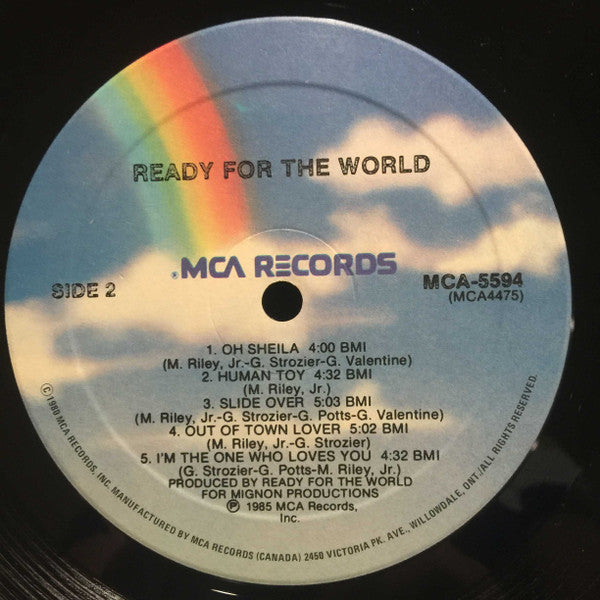 READY FOR THE WORLD
®MCA RECORDS
SIDE 2
MCA-5594
(MCA4475)
1. OH SHEILA 4:00 BMI
(M. Riley, Jr.-G. Strozier-G. Valentine)
2. HUMAN TOY 4:32 BMI
(M. Riley, Jr.)
3. SLIDE OVER 5:03 BMI
(M. Riley, Jr.-G. Strozier-G. Potts-G. Valentine)
4. OUT OF TOWN LOVER 5:02 BMI
(M. Riley, Jr.-G. Strozier)
5. I'M THE ONE WHO LOVES YOU 4:32 BMI
(G. Strozier-G. Potts-M. Riley, Jr.)
PRODUCED BY READY FOR THE WORLD
FOR MIGNON PRODUCTIONS
℗ 1985 MCA Records,
Inc.
©1980 MCA RECORDS, INC. MANUFACTURED BY MCA RECORDS (CANADA) 2450 VICTORIA PK. AVE., WILLOWDALE, ONT./ALL RIGHTS RESERVED.